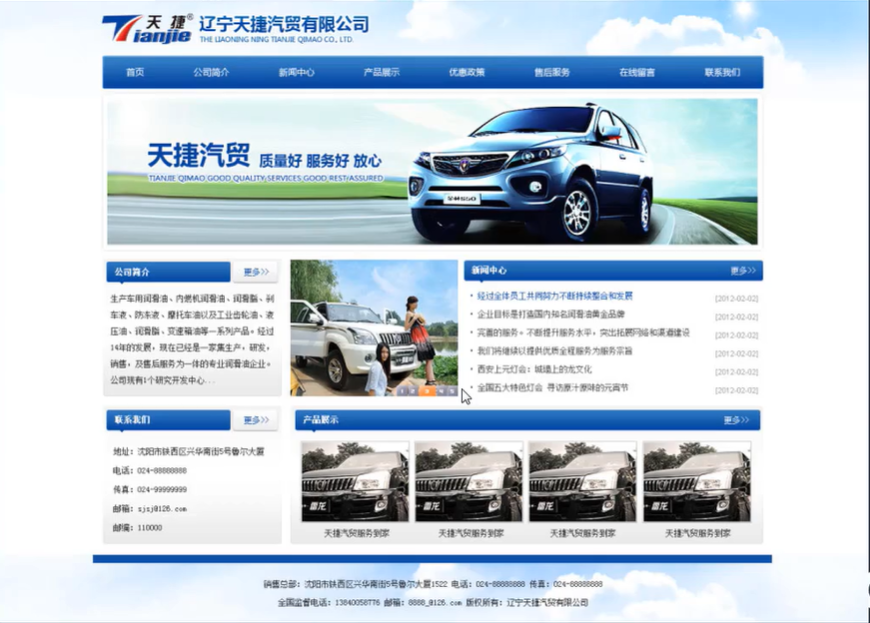 天捷®
Tianjie
辽宁天捷汽贸有限公司
THE LIAONING NING TIANJIE QIMAO CO., LTD.
首页 公司简介 新闻中心 产品展示 优惠政策 售后服务 在线留言 联系我们
天捷汽贸 质量好 服务好 放心
TIANJIE QIMAO GOOD QUALITY SERVICES GOOD REST ASSURED
公司简介 更多>>
生产车用润滑油、内燃机润滑油、润滑脂、刹
车液、防冻液、摩托车油以及工业齿轮油、液
压油、润滑脂、变速箱油等一系列产品。经过
14年的发展，现在已经是一家集生产，研发，
销售，及售后服务为一体的专业润滑油企业。
公司现有1个研究开发中心...
新闻中心 更多>>
经过全体员工共同努力不断持续整合和发展 [2012-02-02]
企业目标是打造国内知名润滑油黄金品牌 [2012-02-02]
完善的服务。不断提升服务水平，突出拓展网络和渠道建设 [2012-02-02]
我们将继续以提供优质全程服务为服务宗旨 [2012-02-02]
西安上元灯会：城墙上的龙文化 [2012-02-02]
全国五大特色灯会 寻访原汁原味的元宵节 [2012-02-02]
联系我们 更多>>
地址：沈阳市铁西区兴华南街5号鲁尔大厦
电话：024-88888888
传真：024-99999999
邮箱：sjsj@126.com
邮编：110000
产品展示 更多>>
天捷汽贸服务到家 天捷汽贸服务到家 天捷汽贸服务到家 天捷汽贸服务到家
销售总部：沈阳市铁西区兴华南街5号鲁尔大厦1522 电话：024-88888888 传真：024-88888888
全国监督电话：13840058776 邮箱：8888_@126.com 版权所有：辽宁天捷汽贸有限公司